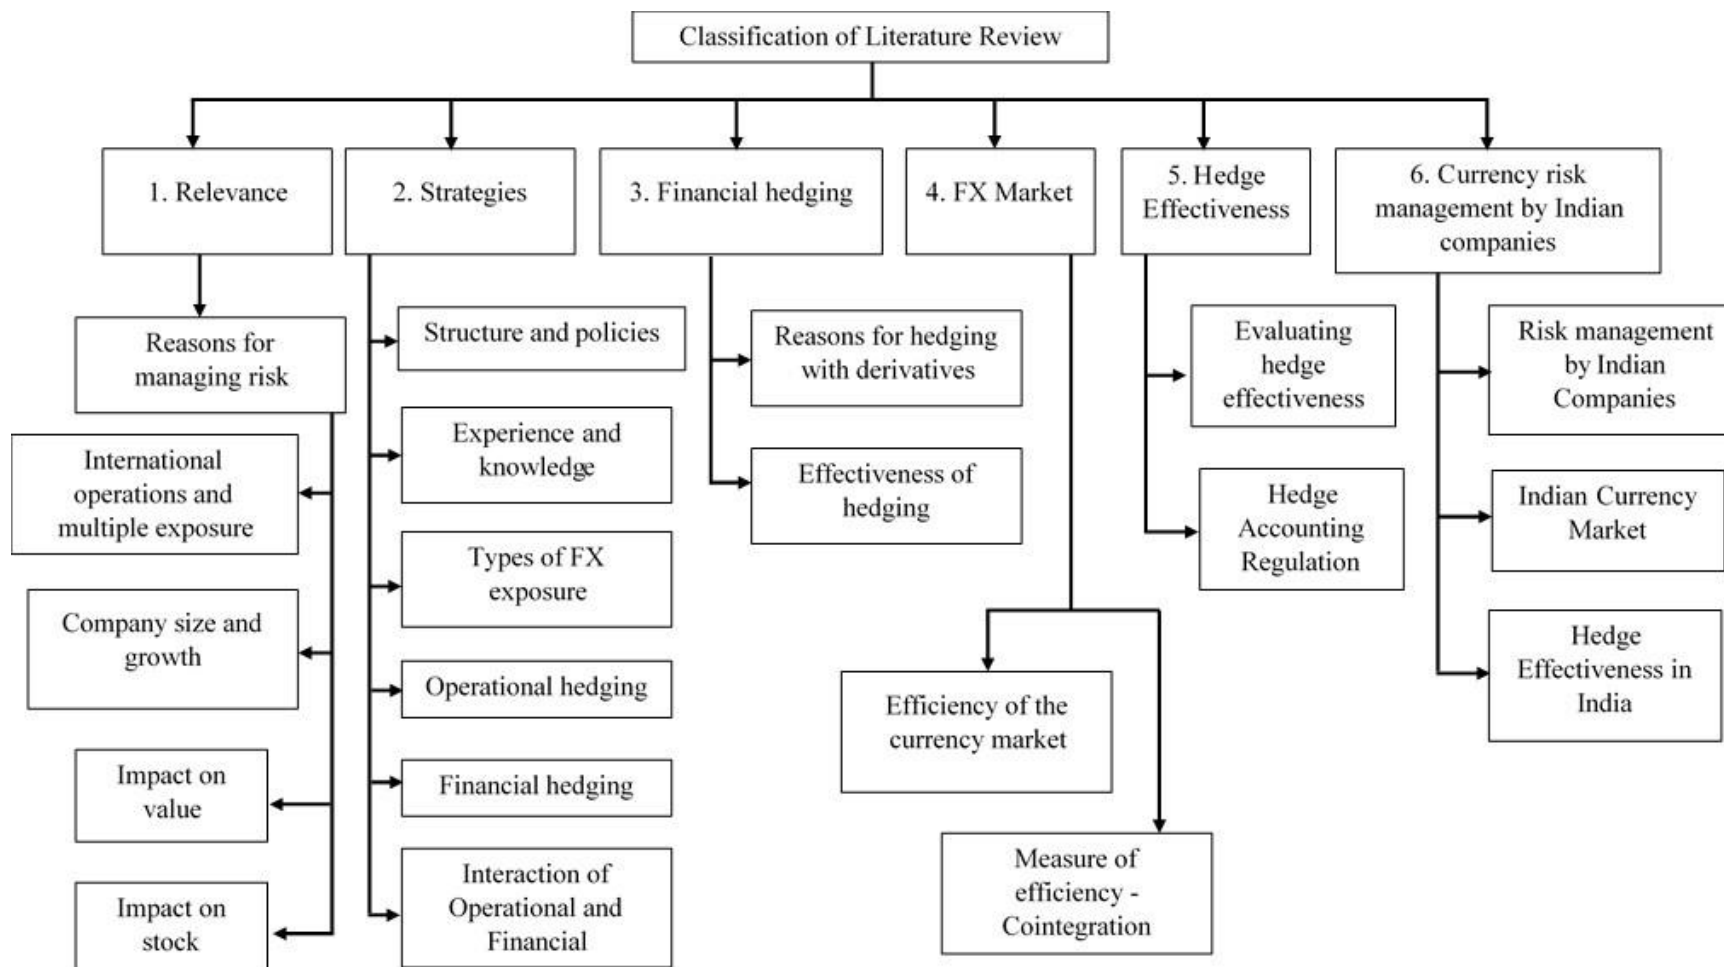 Classification of Literature Review
1. Relevance
2. Strategies
3. Financial hedging
4. FX Market
5. Hedge
Effectiveness
6. Currency risk
management by Indian
companies
Reasons for
managing risk
International
operations and
multiple exposure
Company size and
growth
Impact on
value
Impact on
stock
Structure and policies
Experience and
knowledge
Types of FX
exposure
Operational hedging
Financial hedging
Interaction of
Operational and
Financial
Reasons for hedging
with derivatives
Effectiveness of
hedging
Efficiency of the
currency market
Measure of
efficiency -
Cointegration
Evaluating
hedge
effectiveness
Hedge
Accounting
Regulation
Risk management
by Indian
Companies
Indian Currency
Market
Hedge
Effectiveness in
India